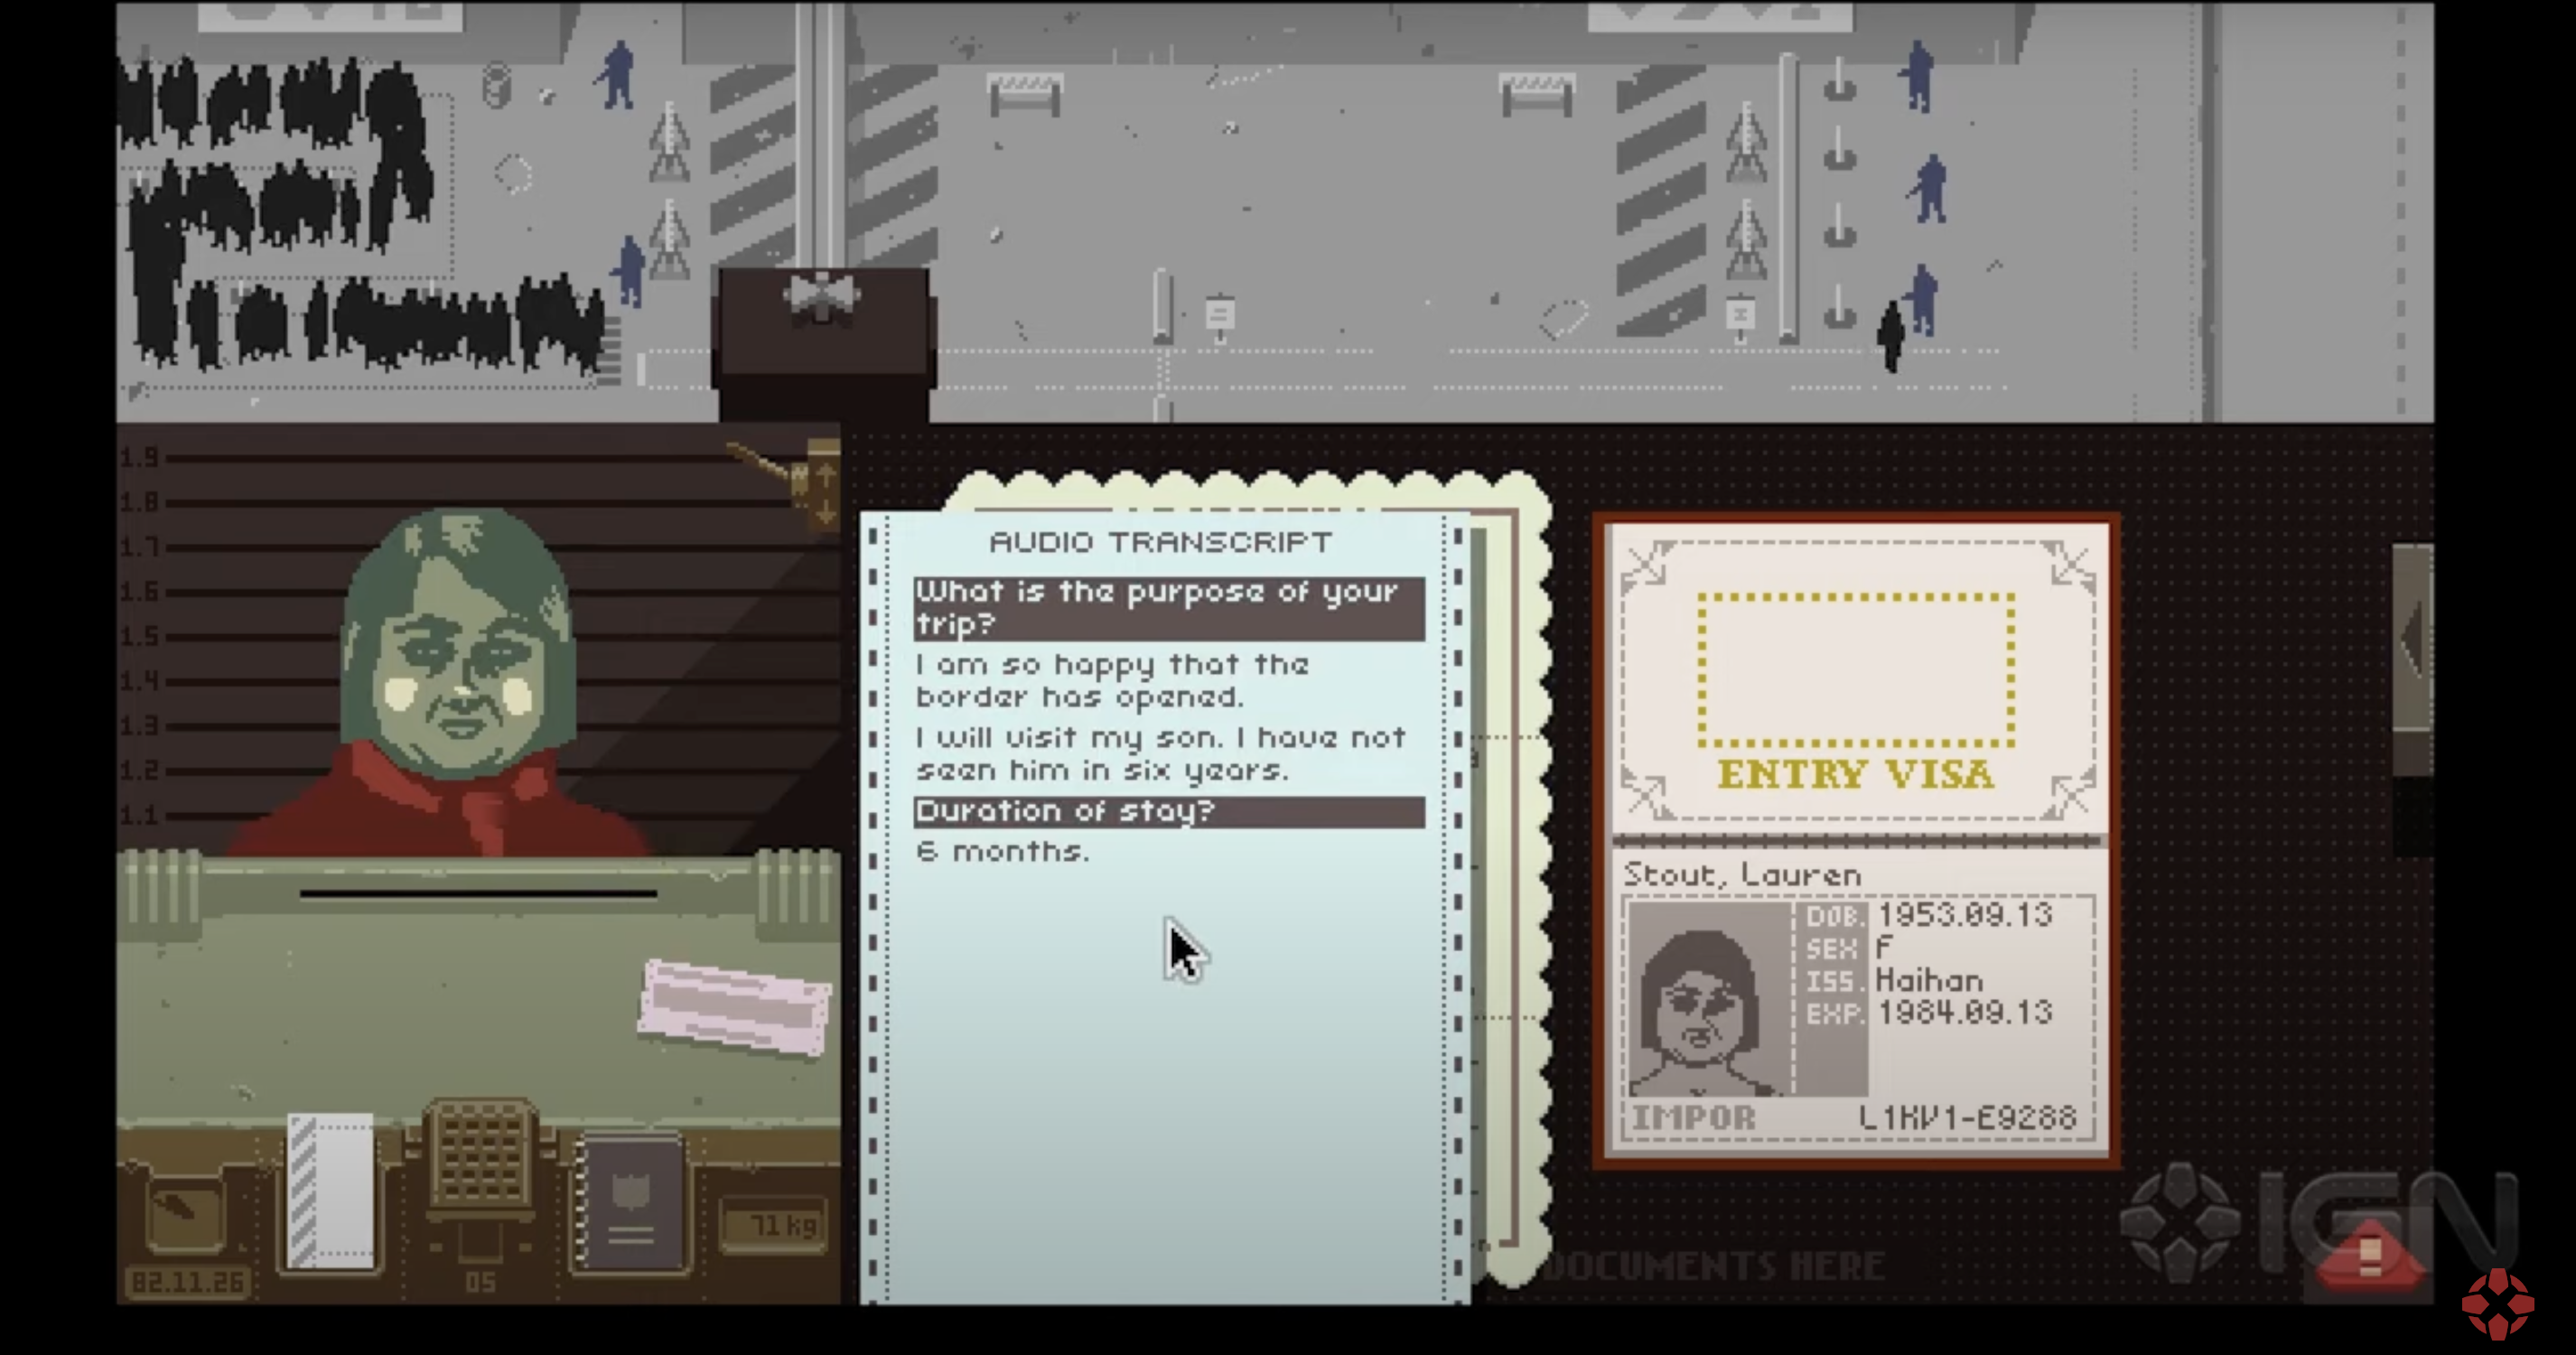 1.9
1.8
1.7
1.6
1.5
1.4
1.3
1.2
1.1
AUDIO TRANSCRIPT
What is the purpose of your
trip?
I am so happy that the
border has opened.
I will visit my son. I have not
seen him in six years.
Duration of stay?
6 months.
ENTRY VISA
Stout, Lauren
DOB. 1953.09.13
SEX F
ISS. Haihan
EXP. 1984.09.13
IMPOR L1KV1-E9288
71kg
82.11.26
05
DOCUMENTS HERE
IGN